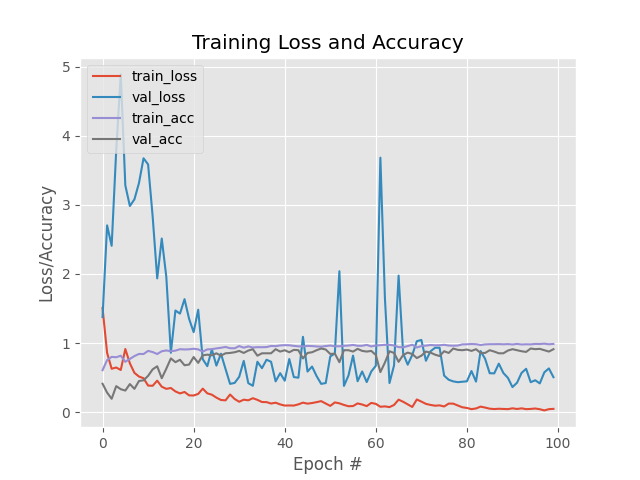 Training Loss and Accuracy
train_loss
val_loss
train_acc
val_acc
5
4
3
2
1
0
Loss/Accuracy
0 20 40 60 80 100
Epoch #